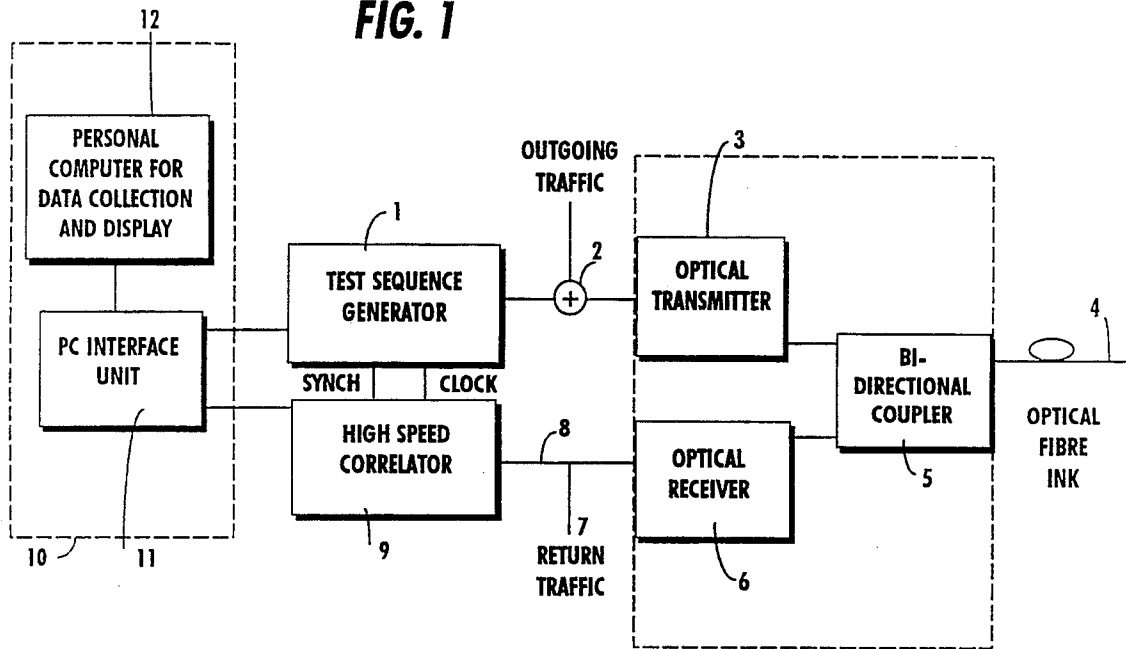 FIG. 1
12
PERSONAL
COMPUTER FOR
DATA COLLECTION
AND DISPLAY
PC INTERFACE
UNIT
10
11
1
TEST SEQUENCE
GENERATOR
SYNCH
CLOCK
HIGH SPEED
CORRELATOR
9
OUTGOING
TRAFFIC
2
+
8
7
RETURN
TRAFFIC
3
OPTICAL
TRANSMITTER
OPTICAL
RECEIVER
6
BI-
DIRECTIONAL
COUPLER
5
4
OPTICAL
FIBRE
INK